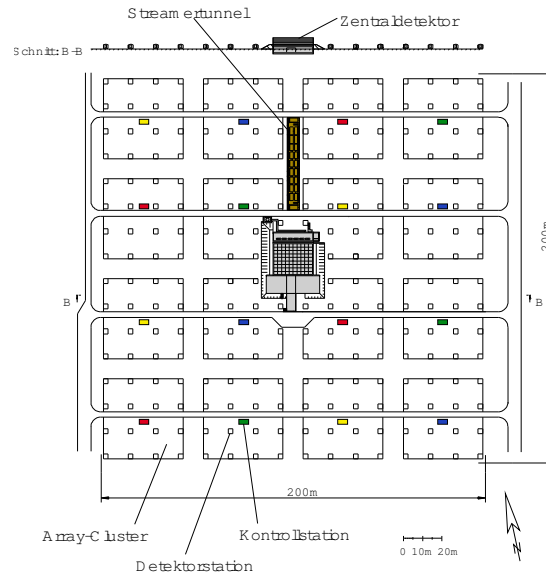 Streamertunnel
Zentraldetektor
Schnitt: B-B
200m
B
B
200m
Array-Cluster
Kontrollstation
Detektorstation
0 10m 20m